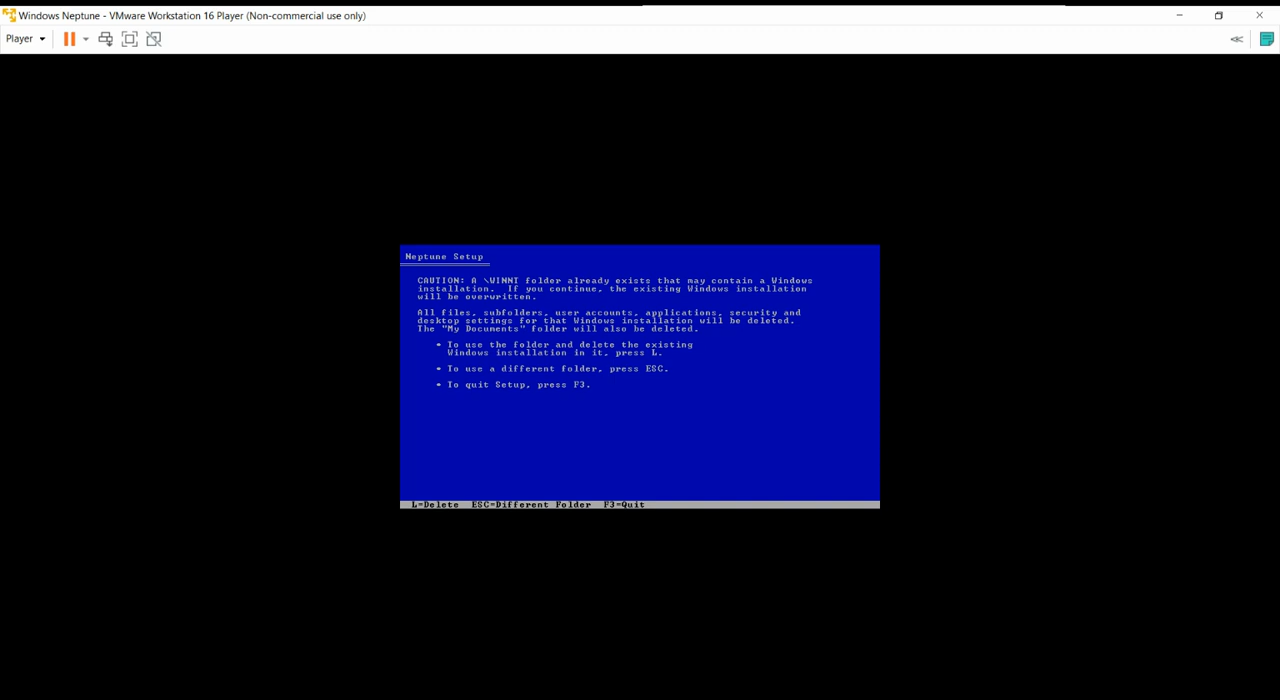 Windows Neptune - VMware Workstation 16 Player (Non-commercial use only)
Player
Neptune Setup
CAUTION: A \WINNT folder already exists that may contain a Windows
installation. If you continue, the existing Windows installation
will be overwritten.
All files, subfolders, user accounts, applications, security and
desktop settings for that Windows installation will be deleted.
The "My Documents" folder will also be deleted.
• To use the folder and delete the existing
Windows installation in it, press L.
• To use a different folder, press ESC.
• To quit Setup, press F3.
L=Delete ESC=Different Folder F3=Quit